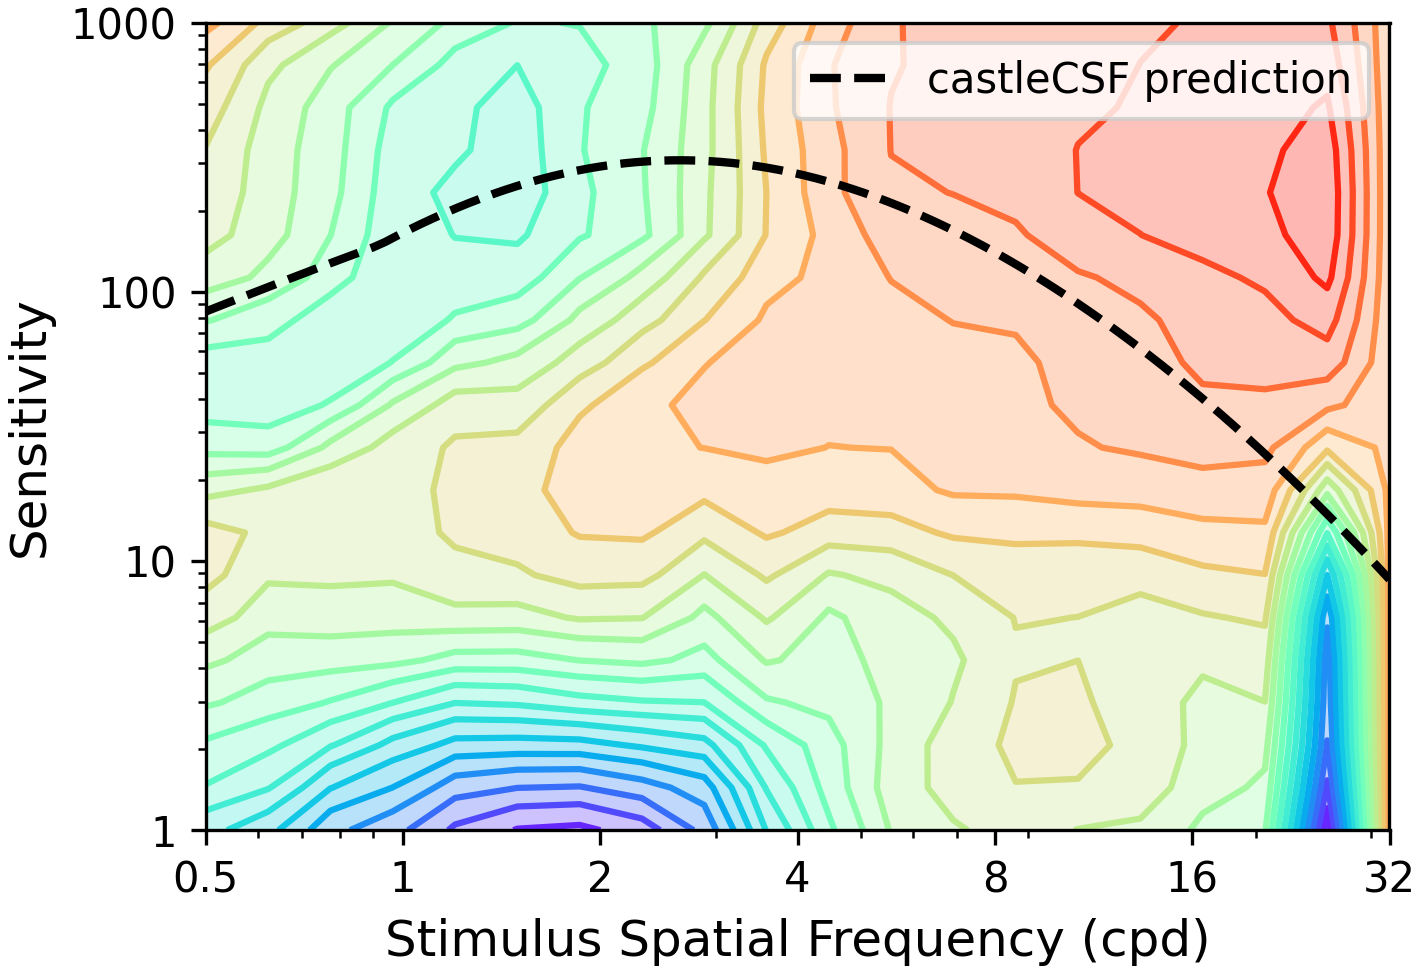 1000
100
10
1
Sensitivity
castleCSF prediction
0.5 1 2 4 8 16 32
Stimulus Spatial Frequency (cpd)